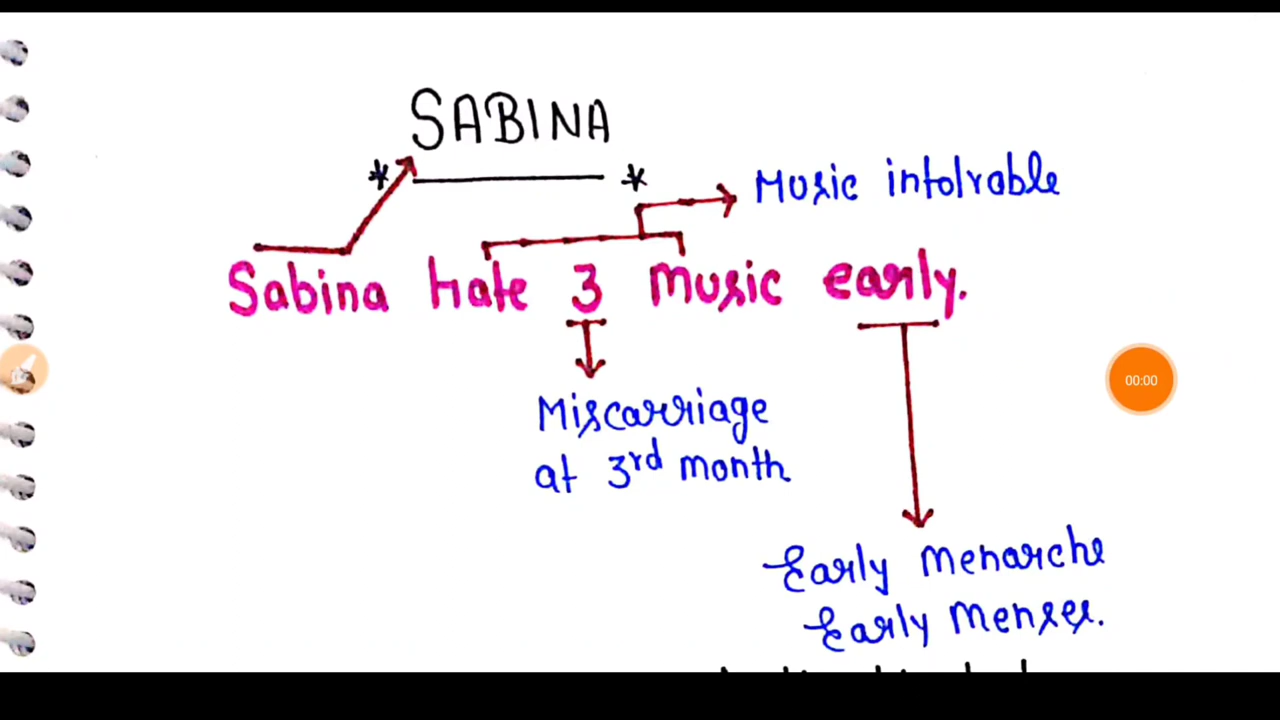 SABINA
* *
Music intolrable
Sabina hate 3 Music early.
Miscarriage
at 3rd month
Early Menarche
Early Menses.
00:00